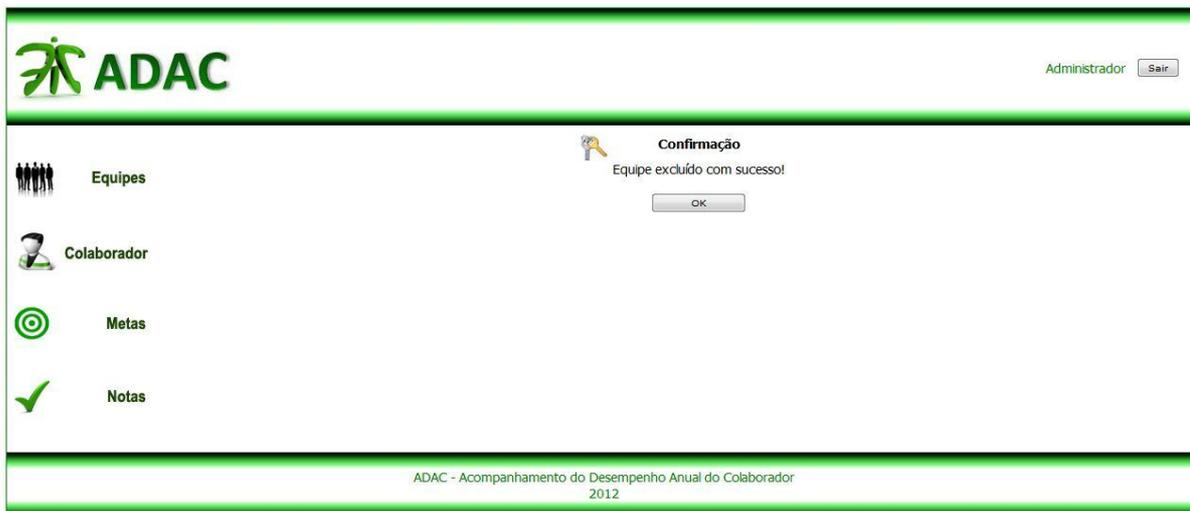 ADAC
Administrador Sair
Confirmação
Equipe excluído com sucesso!
OK
Equipes
Colaborador
Metas
Notas
ADAC - Acompanhamento do Desempenho Anual do Colaborador
2012